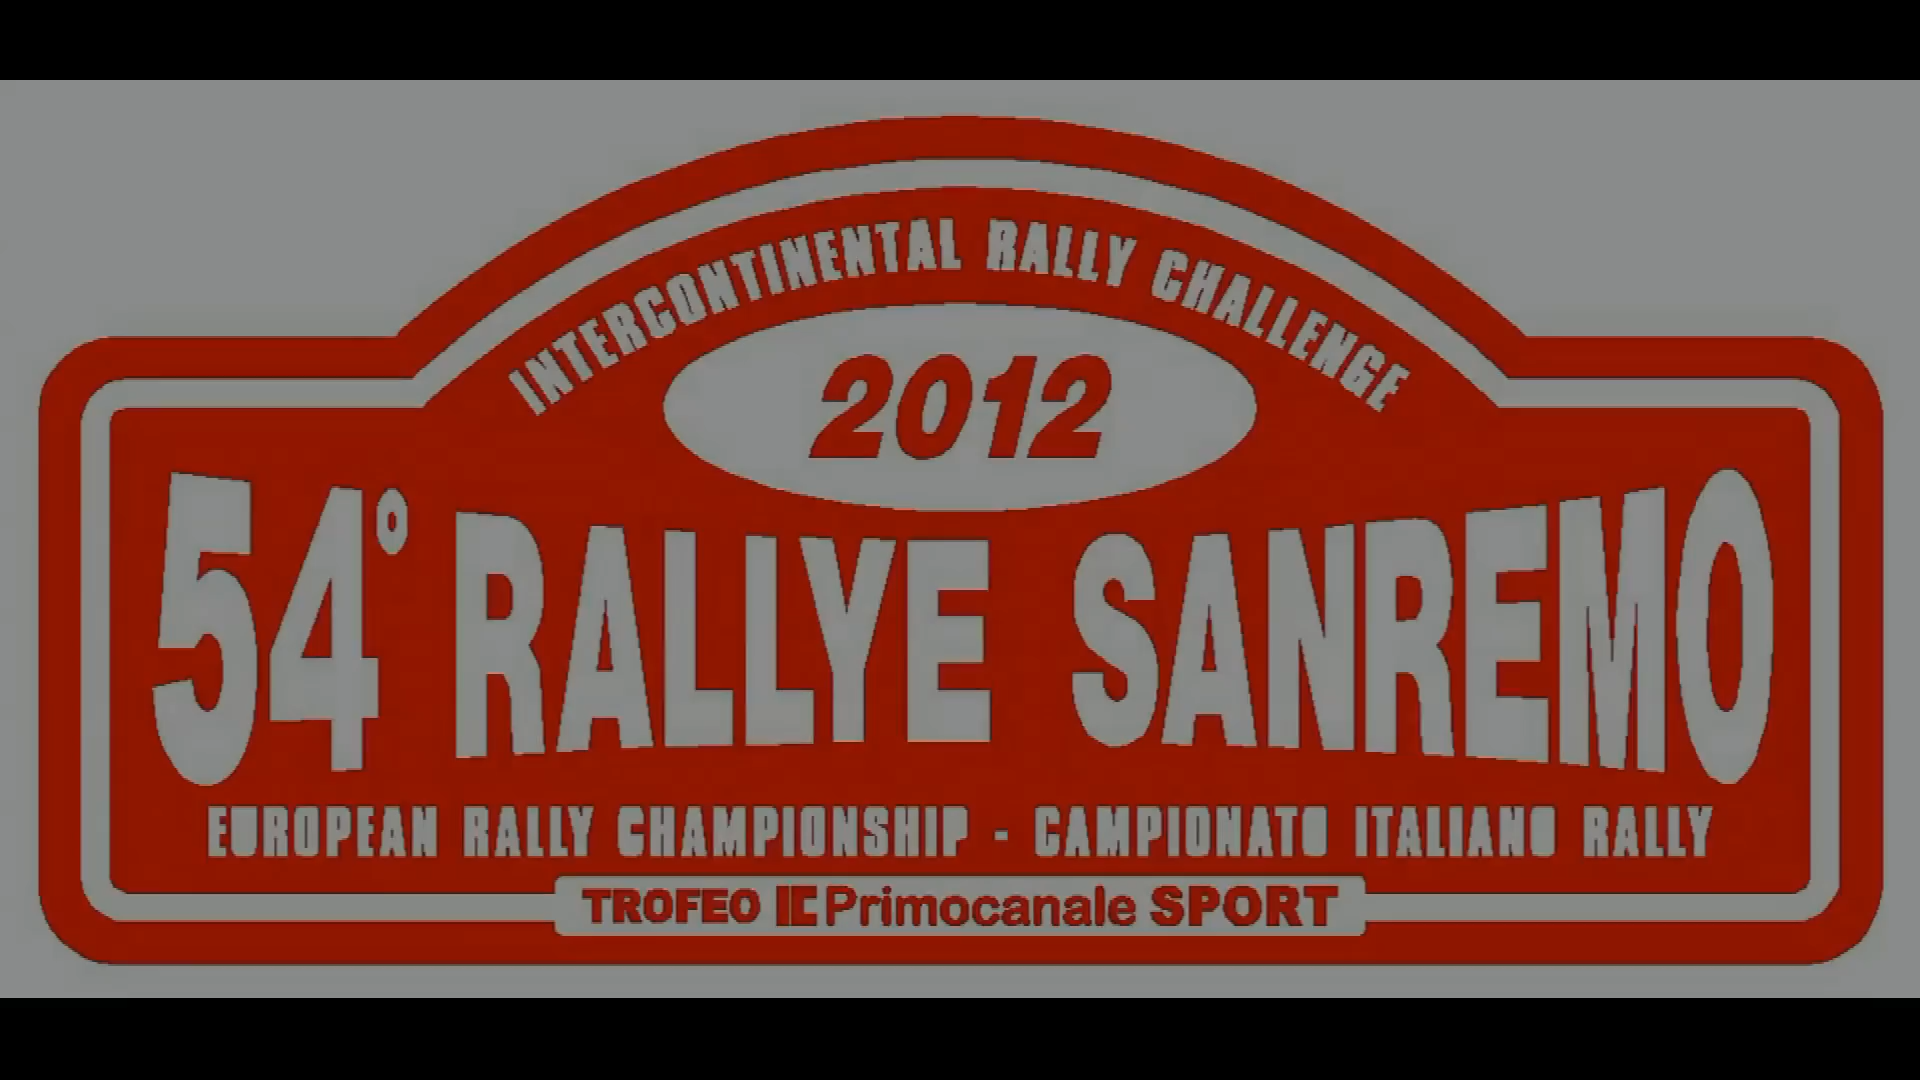 INTERCONTINENTAL RALLY CHALLENGE
2012
54° RALLYE SANREMO
EUROPEAN RALLY CHAMPIONSHIP - CAMPIONATO ITALIANO RALLY
TROFEO Primocanale SPORT